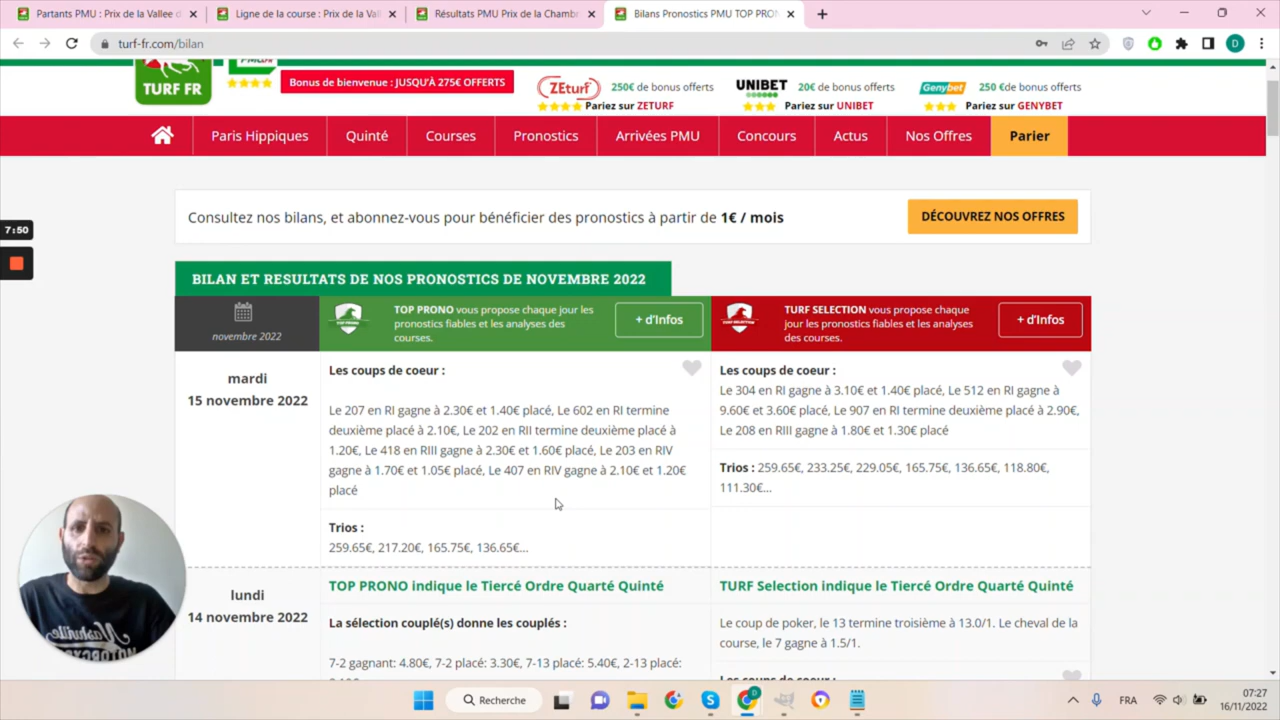 Partants PMU : Prix de la Vallee d
Ligne de la course : Prix de la Vall
Résultats PMU Prix de la Chambr
Bilans Pronostics PMU TOP PRON
turf-fr.com/bilan
D
TURF FR
Bonus de bienvenue : JUSQU'À 275€ OFFERTS
ZEturf
250€ de bonus offerts
Pariez sur ZETURF
UNIBET
20€ de bonus offerts
Pariez sur UNIBET
Genybet
250 €de bonus offerts
Pariez sur GENYBET
Paris Hippiques
Quinté
Courses
Pronostics
Arrivées PMU
Concours
Actus
Nos Offres
Parier
7:50
Consultez nos bilans, et abonnez-vous pour bénéficier des pronostics à partir de 1€ / mois
DÉCOUVREZ NOS OFFRES
BILAN ET RESULTATS DE NOS PRONOSTICS DE NOVEMBRE 2022
novembre 2022
TOP PRONO vous propose chaque jour les
pronostics fiables et les analyses des
courses.
+ d'Infos
TURF SELECTION vous propose chaque
jour les pronostics fiables et les analyses
des courses.
+ d'Infos
mardi
15 novembre 2022
Les coups de coeur :
Le 207 en RI gagne à 2.30€ et 1.40€ placé, Le 602 en RI termine
deuxième placé à 2.10€, Le 202 en RII termine deuxième placé à
1.20€, Le 418 en RIII gagne à 2.30€ et 1.60€ placé, Le 203 en RIV
gagne à 1.70€ et 1.05€ placé, Le 407 en RIV gagne à 2.10€ et 1.20€
placé
Trios :
259.65€, 217.20€, 165.75€, 136.65€...
Les coups de coeur :
Le 304 en RI gagne à 3.10€ et 1.40€ placé, Le 512 en RI gagne à
9.60€ et 3.60€ placé, Le 907 en RI termine deuxième placé à 2.90€,
Le 208 en RIII gagne à 1.80€ et 1.30€ placé
Trios : 259.65€, 233.25€, 229.05€, 165.75€, 136.65€, 118.80€,
111.30€...
lundi
14 novembre 2022
TOP PRONO indique le Tiercé Ordre Quarté Quinté
La sélection couplé(s) donne les couplés :
7-2 gagnant: 4.80€, 7-2 placé: 3.30€, 7-13 placé: 5.40€, 2-13 placé:
TURF Selection indique le Tiercé Ordre Quarté Quinté
Le coup de poker, le 13 termine troisième à 13.0/1. Le cheval de la
course, le 7 gagne à 1.5/1.
Les coups de coeur :
Nashville
Recherche
FRA
07:27
16/11/2022